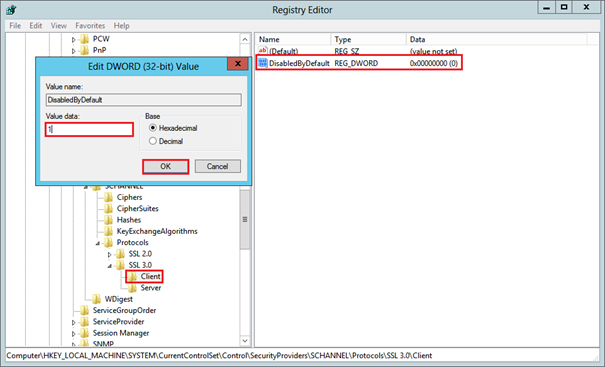 Registry Editor
File Edit View Favorites Help
PCW
PnP
Edit DWORD (32-bit) Value
Value name:
DisabledByDefault
Value data:
1
Base
Hexadecimal
Decimal
OK Cancel
SCHANNEL
Ciphers
CipherSuites
Hashes
KeyExchangeAlgorithms
Protocols
SSL 2.0
SSL 3.0
Client
Server
WDigest
ServiceGroupOrder
ServiceProvider
Session Manager
SNMP
Name Type Data
ab (Default) REG_SZ (value not set)
DisabledByDefault REG_DWORD 0x00000000 (0)
Computer\HKEY_LOCAL_MACHINE\SYSTEM\CurrentControlSet\Control\SecurityProviders\SCHANNEL\Protocols\SSL 3.0\Client